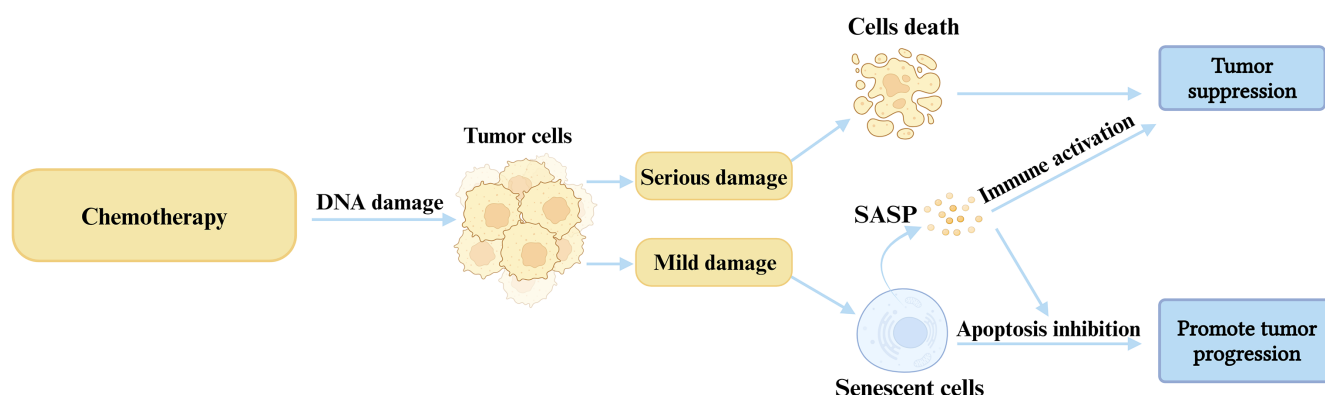 Cells death
Tumor
suppression
Tumor cells
Immune activation
Serious damage
Chemotherapy
DNA damage
SASP
Mild damage
Apoptosis inhibition
Promote tumor
progression
Senescent cells